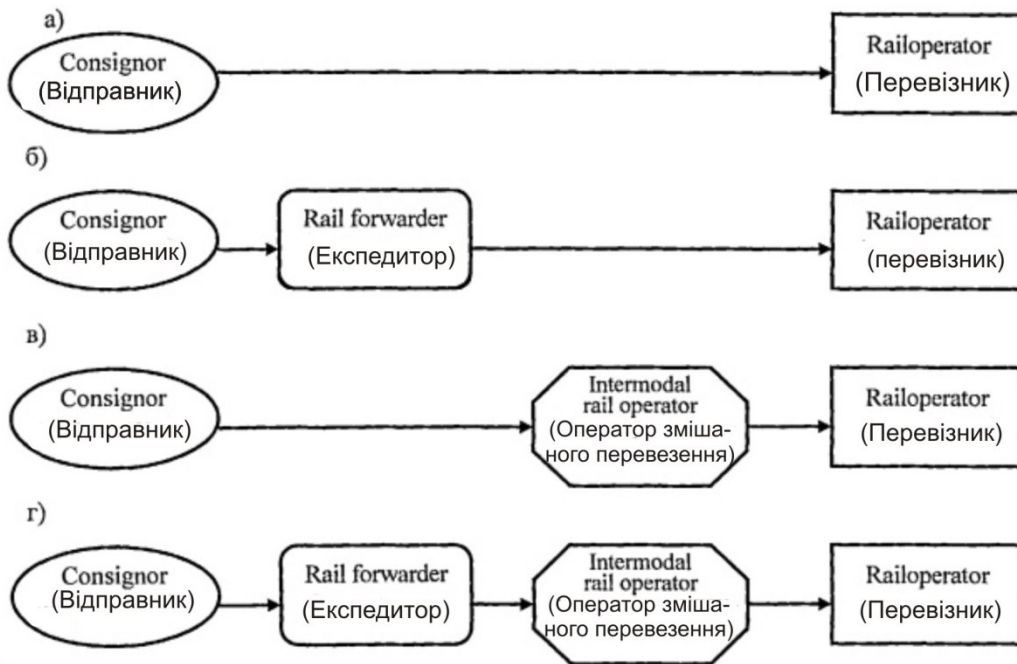 а)
Consignor
(Відправник)
Railoperator
(Перевізник)
б)
Consignor
(Відправник)
Rail forwarder
(Експедитор)
Railoperator
(перевізник)
в)
Consignor
(Відправник)
Intermodal
rail operator
(Оператор зміша-
ного перевезення)
Railoperator
(Перевізник)
г)
Consignor
(Відправник)
Rail forwarder
(Експедитор)
Intermodal
rail operator
(Оператор зміша-
ного перевезення)
Railoperator
(Перевізник)